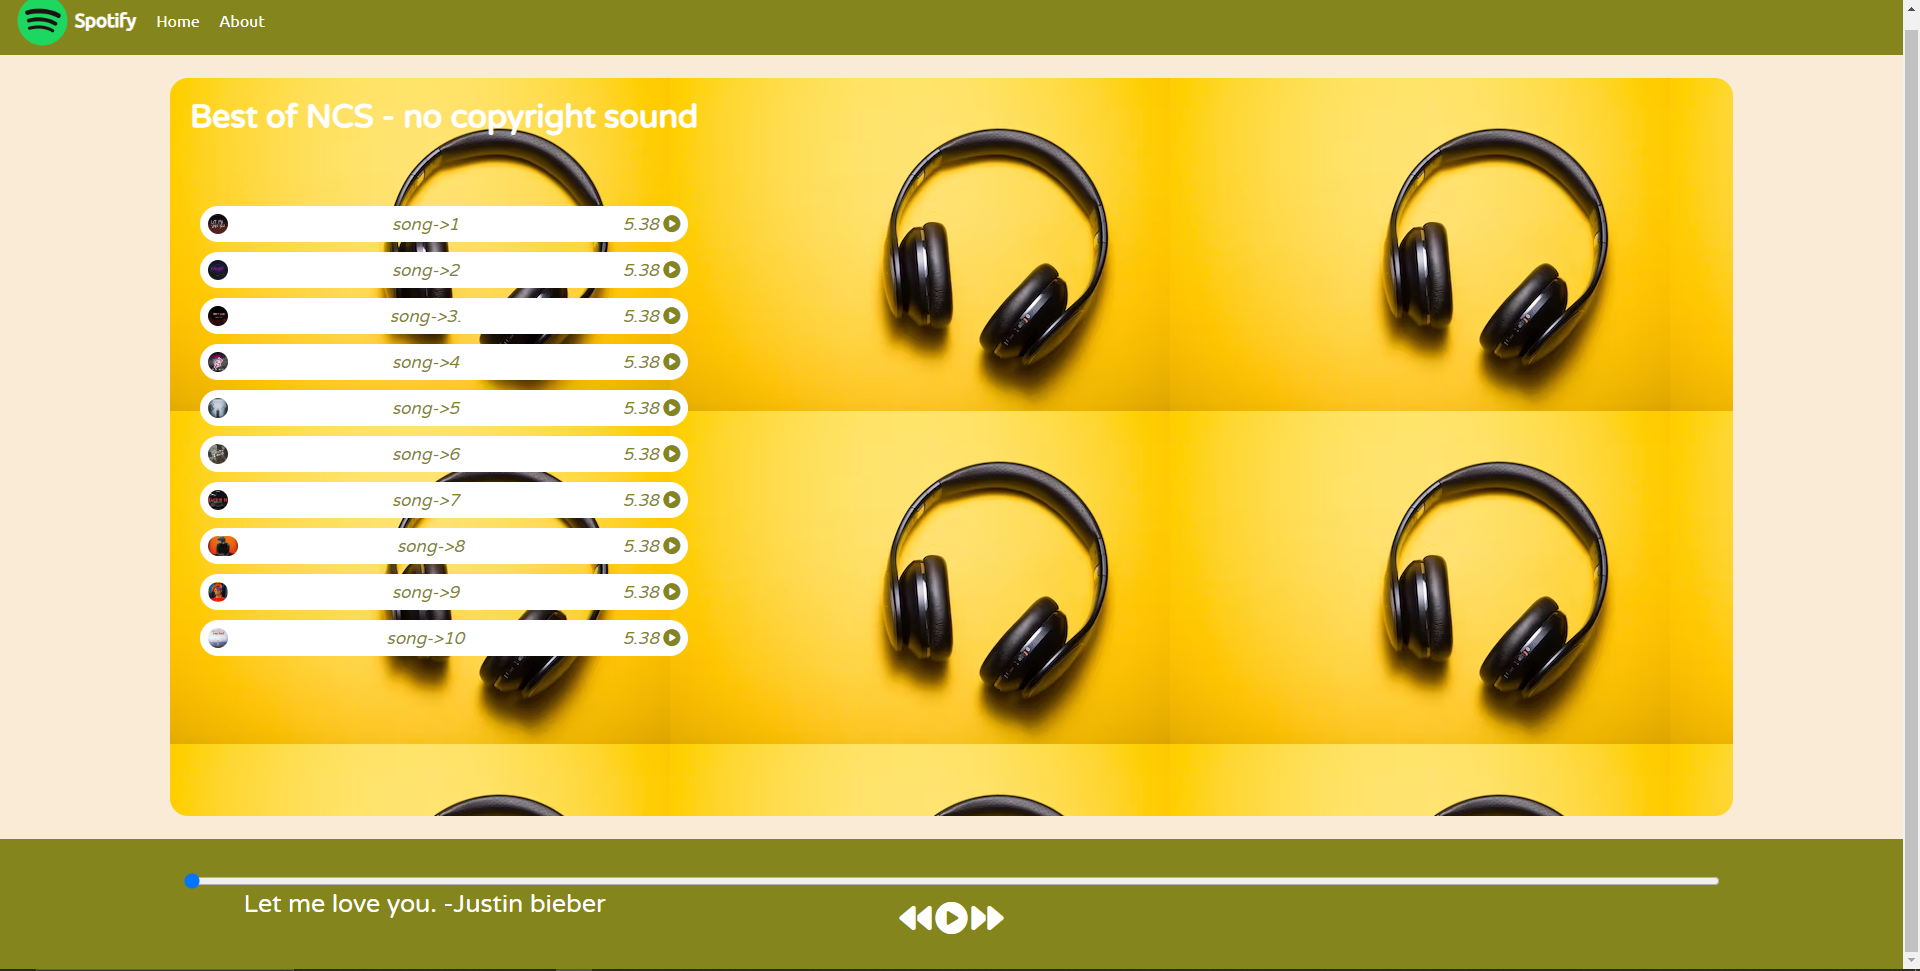 Spotify Home About
Best of NCS - no copyright sound
song->1 5.38
song->2 5.38
song->3. 5.38
song->4 5.38
song->5 5.38
song->6 5.38
song->7 5.38
song->8 5.38
song->9 5.38
song->10 5.38
Let me love you. -Justin bieber